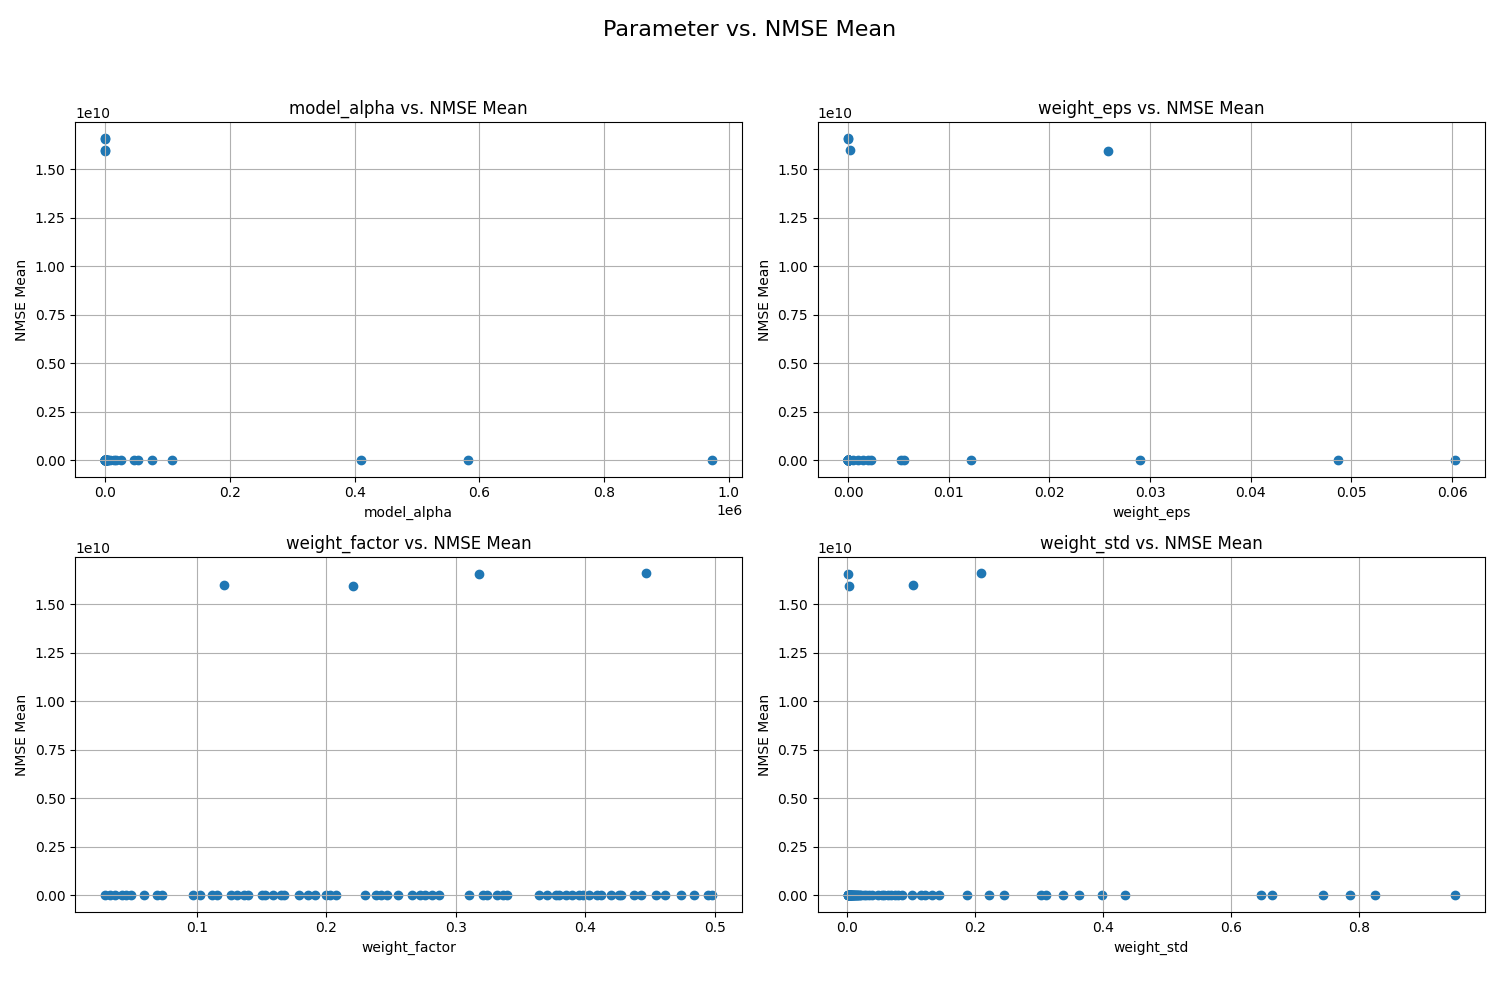 Parameter vs. NMSE Mean
model_alpha vs. NMSE Mean
1e10
NMSE Mean
1.50
1.25
1.00
0.75
0.50
0.25
0.00
0.0 0.2 0.4 0.6 0.8 1.0
1e6
model_alpha
weight_eps vs. NMSE Mean
1e10
NMSE Mean
1.50
1.25
1.00
0.75
0.50
0.25
0.00
0.00 0.01 0.02 0.03 0.04 0.05 0.06
weight_eps
weight_factor vs. NMSE Mean
1e10
NMSE Mean
1.50
1.25
1.00
0.75
0.50
0.25
0.00
0.1 0.2 0.3 0.4 0.5
weight_factor
weight_std vs. NMSE Mean
1e10
NMSE Mean
1.50
1.25
1.00
0.75
0.50
0.25
0.00
0.0 0.2 0.4 0.6 0.8
weight_std